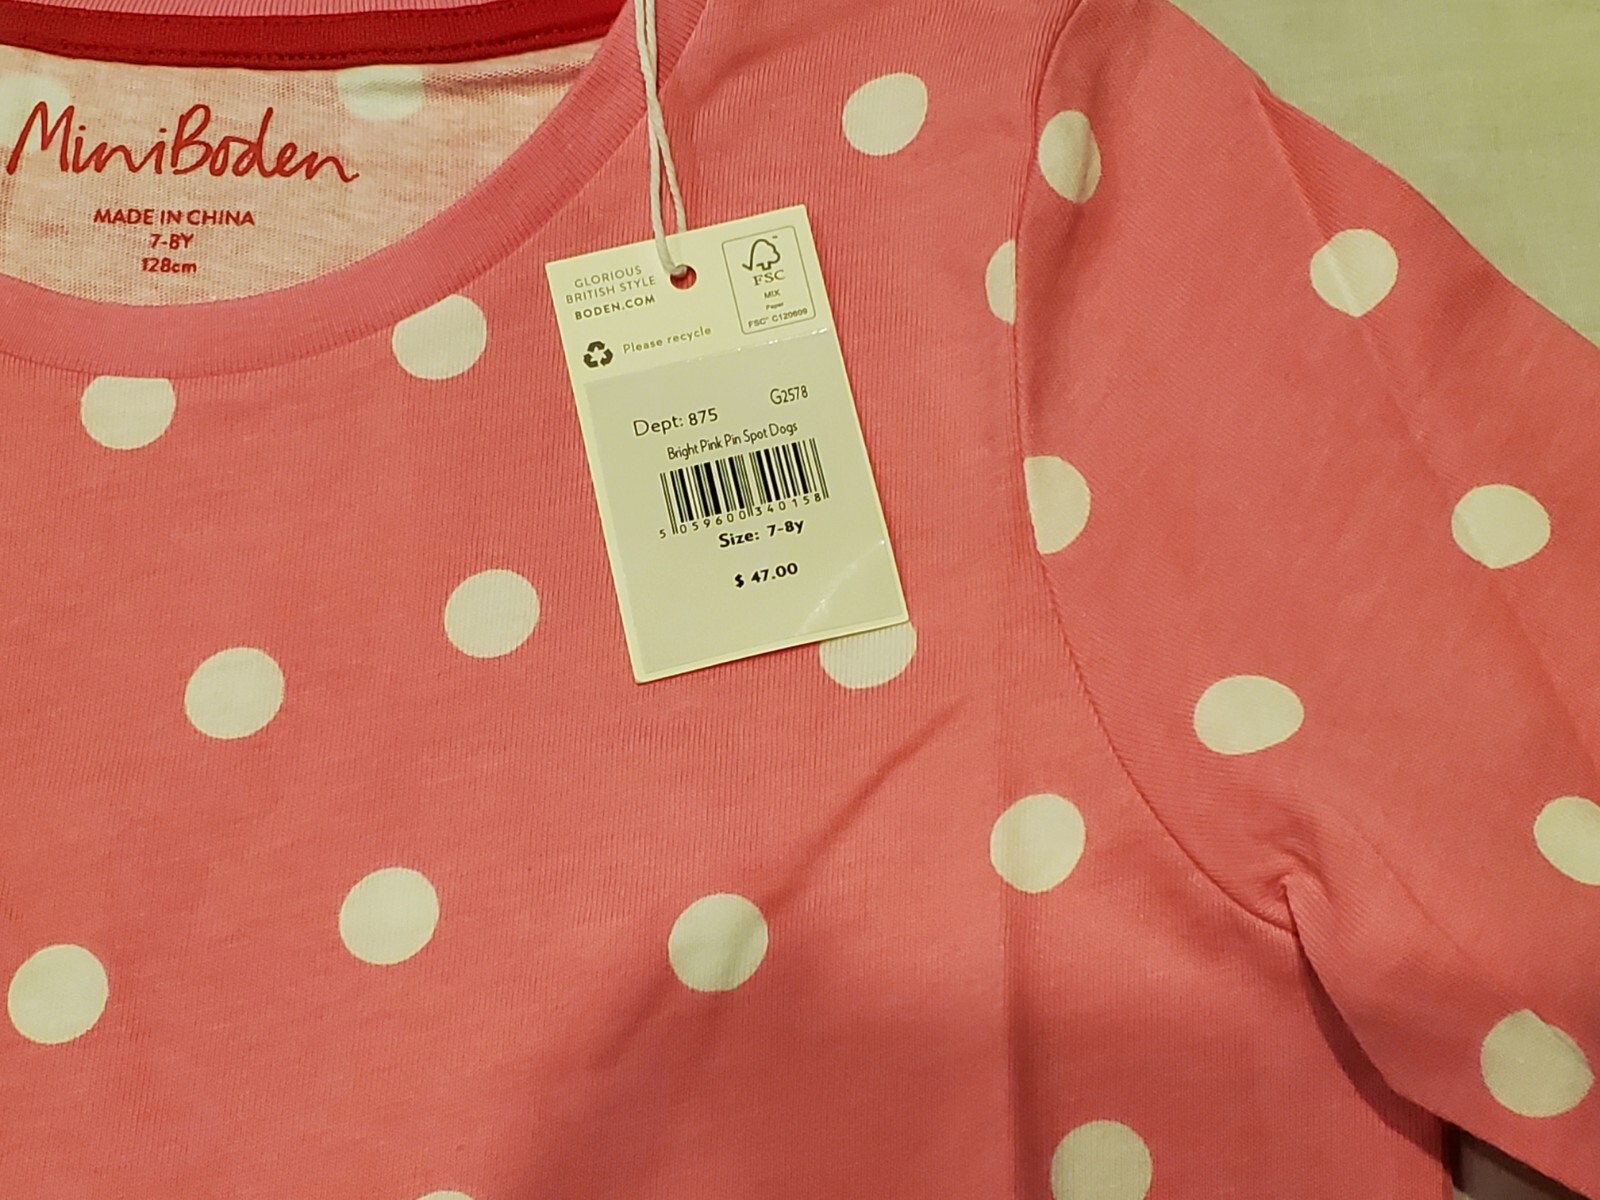 MiniBoden
MADE IN CHINA
7-8Y
128cm
GLORIOUS
BRITISH STYLE
BODEN.COM
Please recycle
FSC
MIX
Paper
FSC™ C120609
Dept: 875
G2578
Bright Pink Pin Spot Dogs
5 059600 340158
Size: 7-8y
$ 47.00